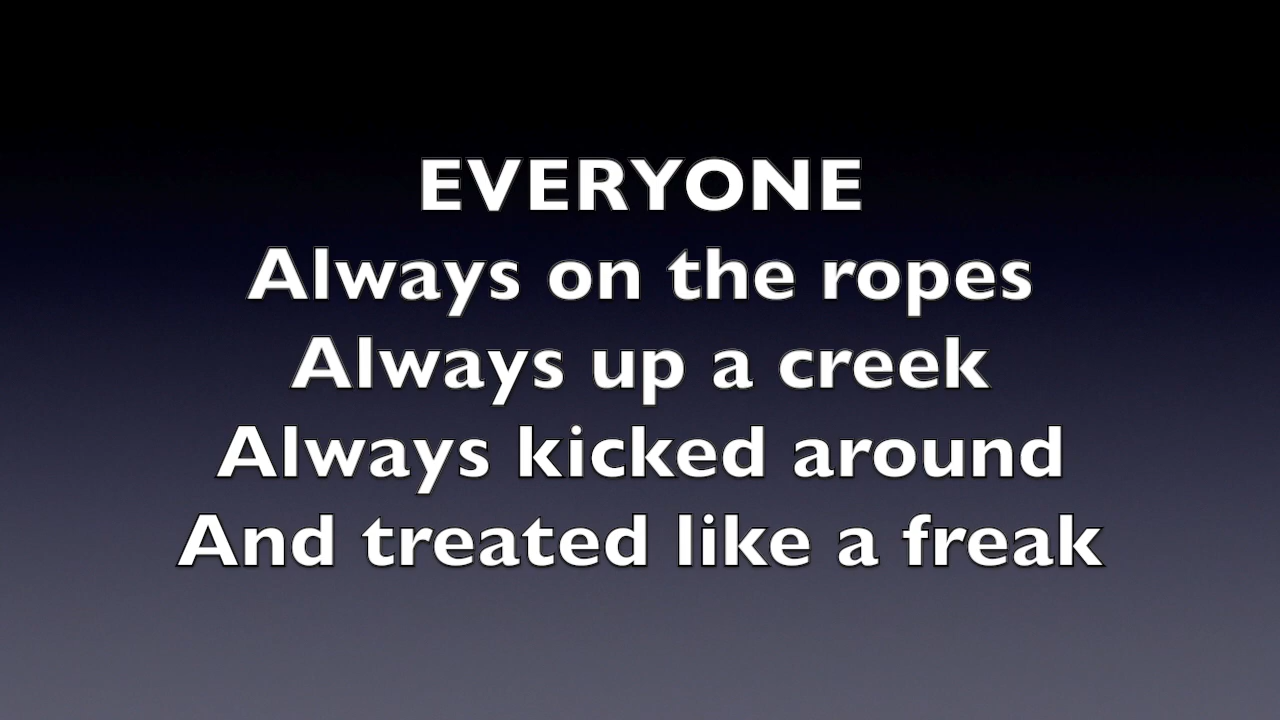 EVERYONE
Always on the ropes
Always up a creek
Always kicked around
And treated like a freak